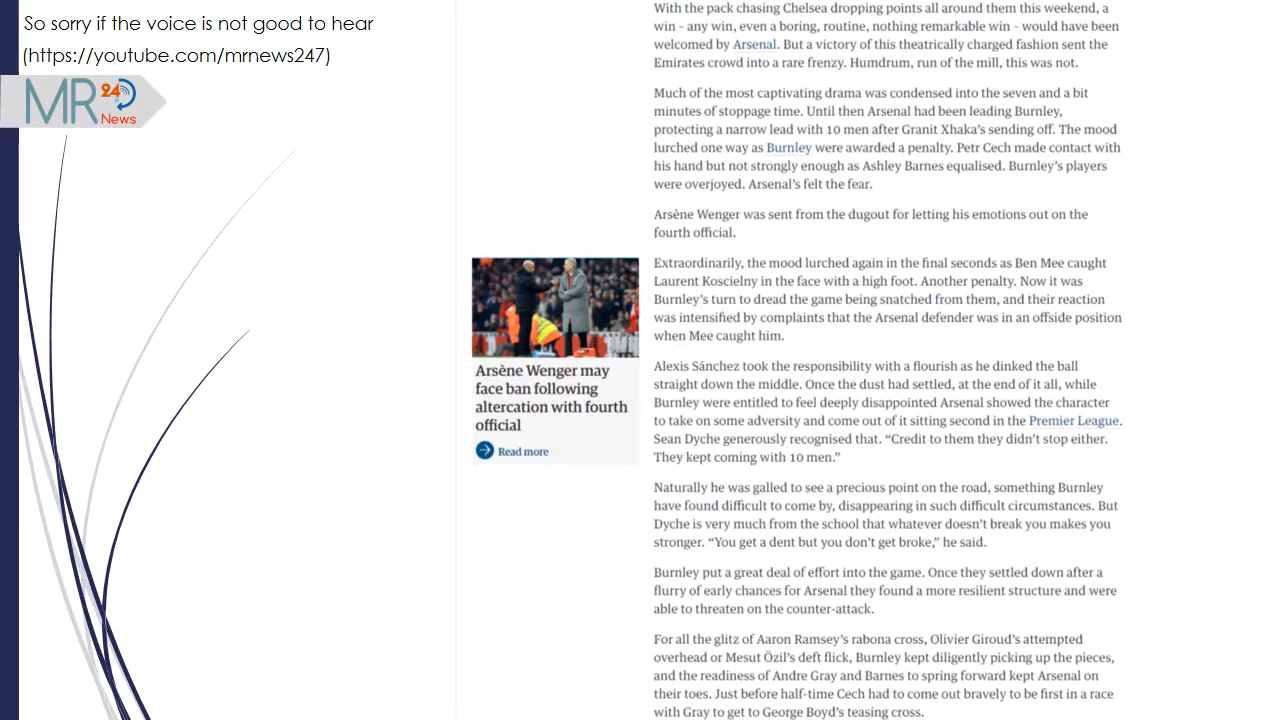 So sorry if the voice is not good to hear
(https://youtube.com/mrnews247)
MR
24
News
With the pack chasing Chelsea dropping points all around them this weekend, a
win – any win, even a boring, routine, nothing remarkable win – would have been
welcomed by Arsenal. But a victory of this theatrically charged fashion sent the
Emirates crowd into a rare frenzy. Humdrum, run of the mill, this was not.
Much of the most captivating drama was condensed into the seven and a bit
minutes of stoppage time. Until then Arsenal had been leading Burnley,
protecting a narrow lead with 10 men after Granit Xhaka’s sending off. The mood
lurched one way as Burnley were awarded a penalty. Petr Cech made contact with
his hand but not strongly enough as Ashley Barnes equalised. Burnley’s players
were overjoyed. Arsenal’s felt the fear.
Arsène Wenger was sent from the dugout for letting his emotions out on the
fourth official.
Extraordinarily, the mood lurched again in the final seconds as Ben Mee caught
Laurent Koscielny in the face with a high foot. Another penalty. Now it was
Burnley’s turn to dread the game being snatched from them, and their reaction
was intensified by complaints that the Arsenal defender was in an offside position
when Mee caught him.
Arsène Wenger may
face ban following
altercation with fourth
official
Read more
Alexis Sánchez took the responsibility with a flourish as he dinked the ball
straight down the middle. Once the dust had settled, at the end of it all, while
Burnley were entitled to feel deeply disappointed Arsenal showed the character
to take on some adversity and come out of it sitting second in the Premier League.
Sean Dyche generously recognised that. “Credit to them they didn’t stop either.
They kept coming with 10 men.”
Naturally he was galled to see a precious point on the road, something Burnley
have found difficult to come by, disappearing in such difficult circumstances. But
Dyche is very much from the school that whatever doesn’t break you makes you
stronger. “You get a dent but you don’t get broke,” he said.
Burnley put a great deal of effort into the game. Once they settled down after a
flurry of early chances for Arsenal they found a more resilient structure and were
able to threaten on the counter-attack.
For all the glitz of Aaron Ramsey’s rabona cross, Olivier Giroud’s attempted
overhead or Mesut Özil’s deft flick, Burnley kept diligently picking up the pieces,
and the readiness of Andre Gray and Barnes to spring forward kept Arsenal on
their toes. Just before half-time Cech had to come out bravely to be first in a race
with Gray to get to George Boyd’s teasing cross.